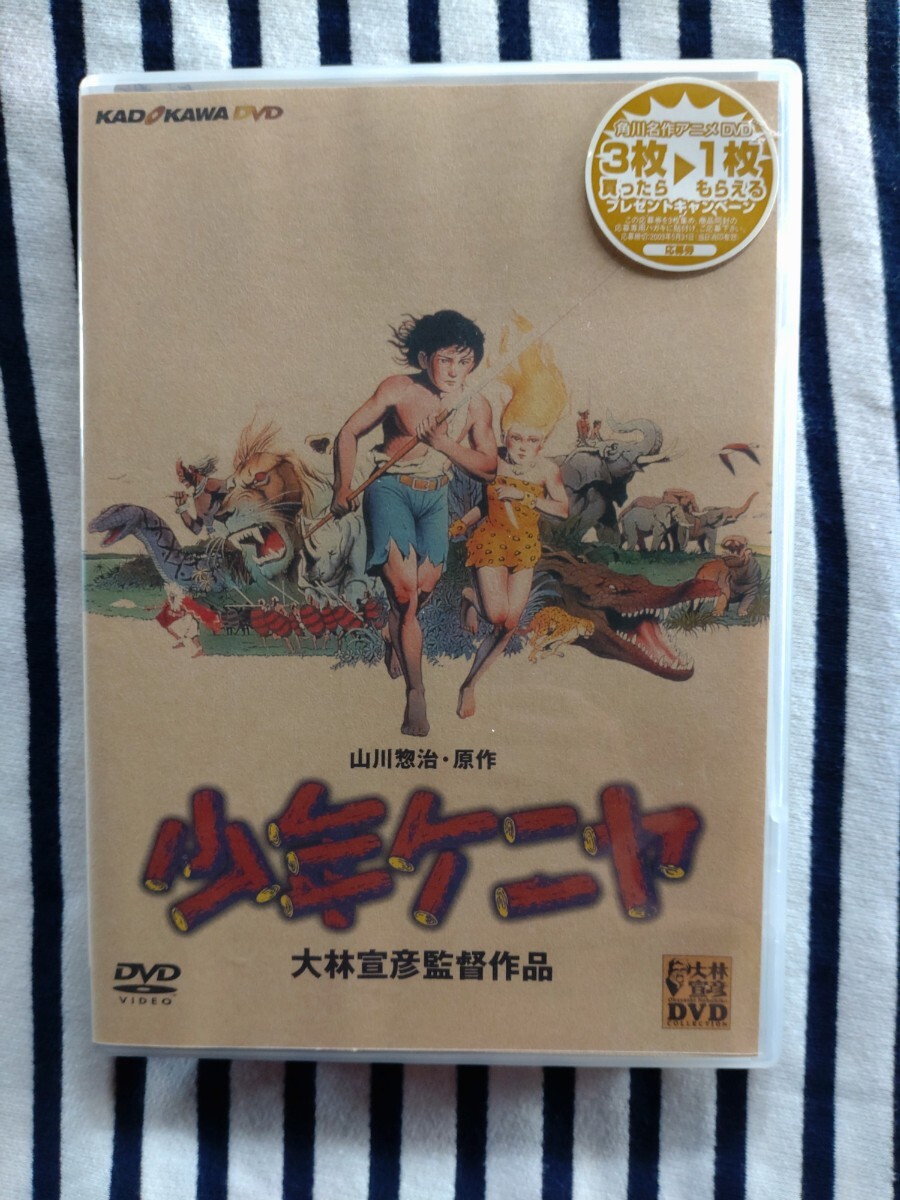 KADOKAWA DVD
角川名作アニメDVD
3枚▶1枚
買ったら もらえる
プレゼントキャンペーン
応募券
山川惣治・原作
少年ケニヤ
大林宣彦監督作品
DVD
VIDEO
大林
宣彦
DVD
COLLECTION